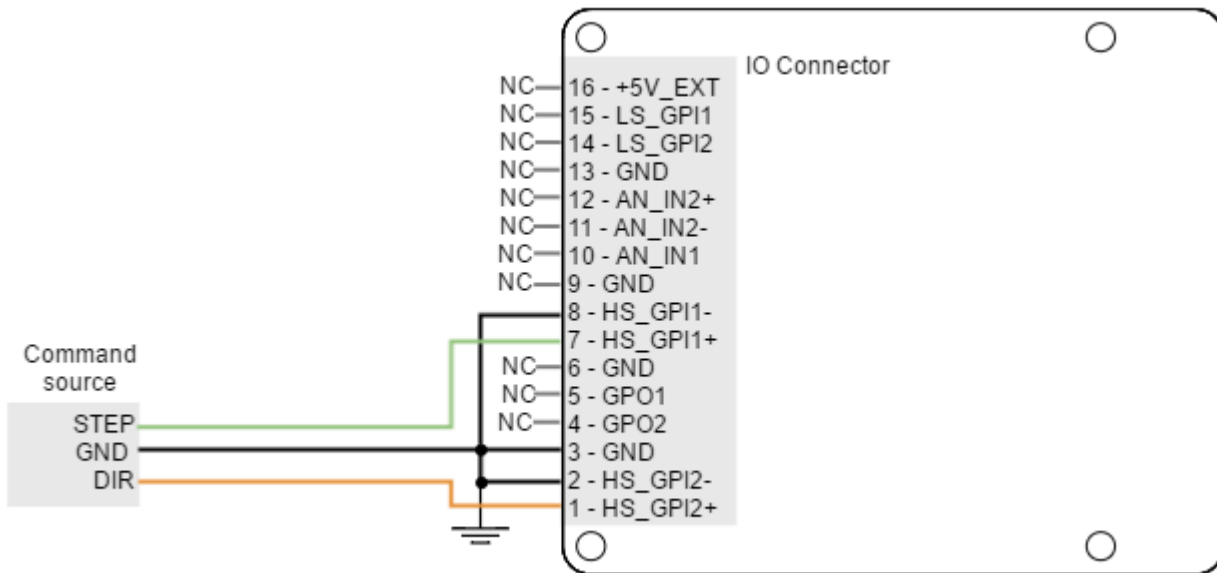 IO Connector
NC 16 - +5V_EXT
NC 15 - LS_GPI1
NC 14 - LS_GPI2
NC 13 - GND
NC 12 - AN_IN2+
NC 11 - AN_IN2-
NC 10 - AN_IN1
NC 9 - GND
8 - HS_GPI1-
7 - HS_GPI1+
NC 6 - GND
NC 5 - GPO1
NC 4 - GPO2
3 - GND
2 - HS_GPI2-
1 - HS_GPI2+
Command
source
STEP
GND
DIR